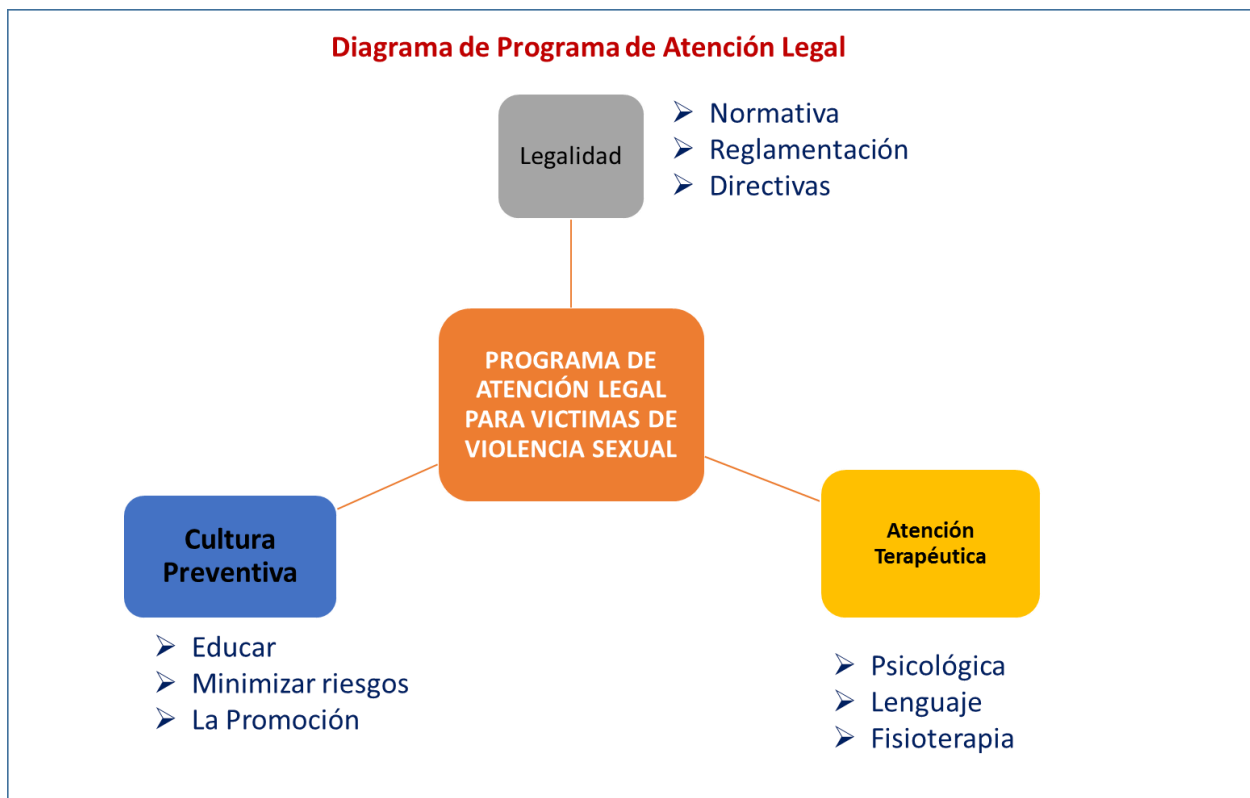 Diagrama de Programa de Atención Legal
Legalidad
➢ Normativa
➢ Reglamentación
➢ Directivas
PROGRAMA DE
ATENCIÓN LEGAL
PARA VICTIMAS DE
VIOLENCIA SEXUAL
Cultura
Preventiva
➢ Educar
➢ Minimizar riesgos
➢ La Promoción
Atención
Terapéutica
➢ Psicológica
➢ Lenguaje
➢ Fisioterapia